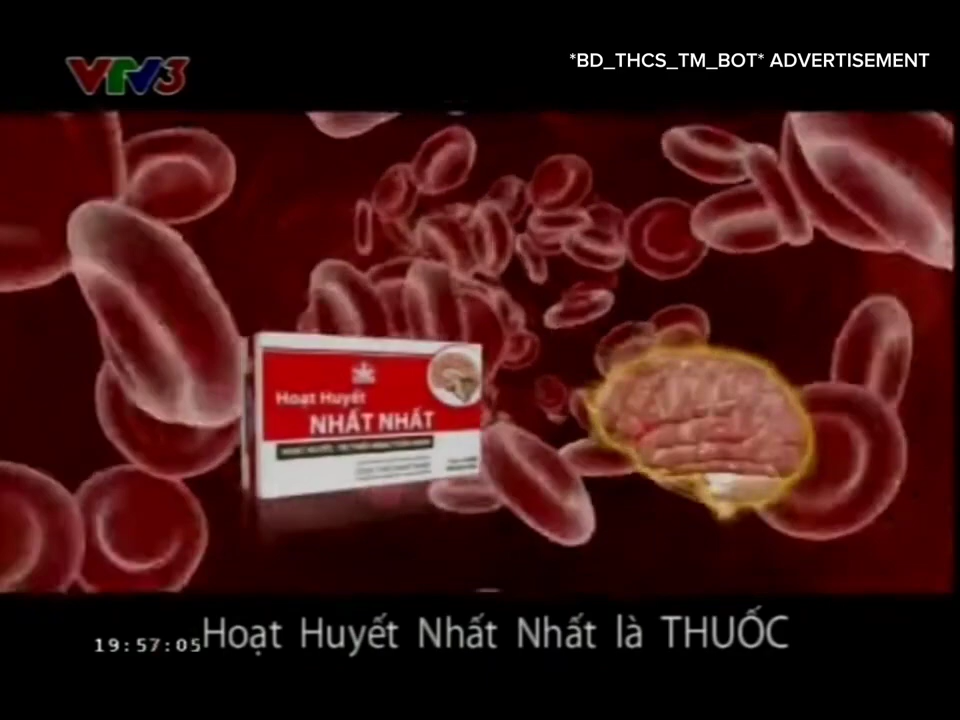 VTV3
*BD_THCS_TM_BOT* ADVERTISEMENT
Hoạt Huyết
NHẤT NHẤT
19:57:05
Hoạt Huyết Nhất Nhất là THUỐC